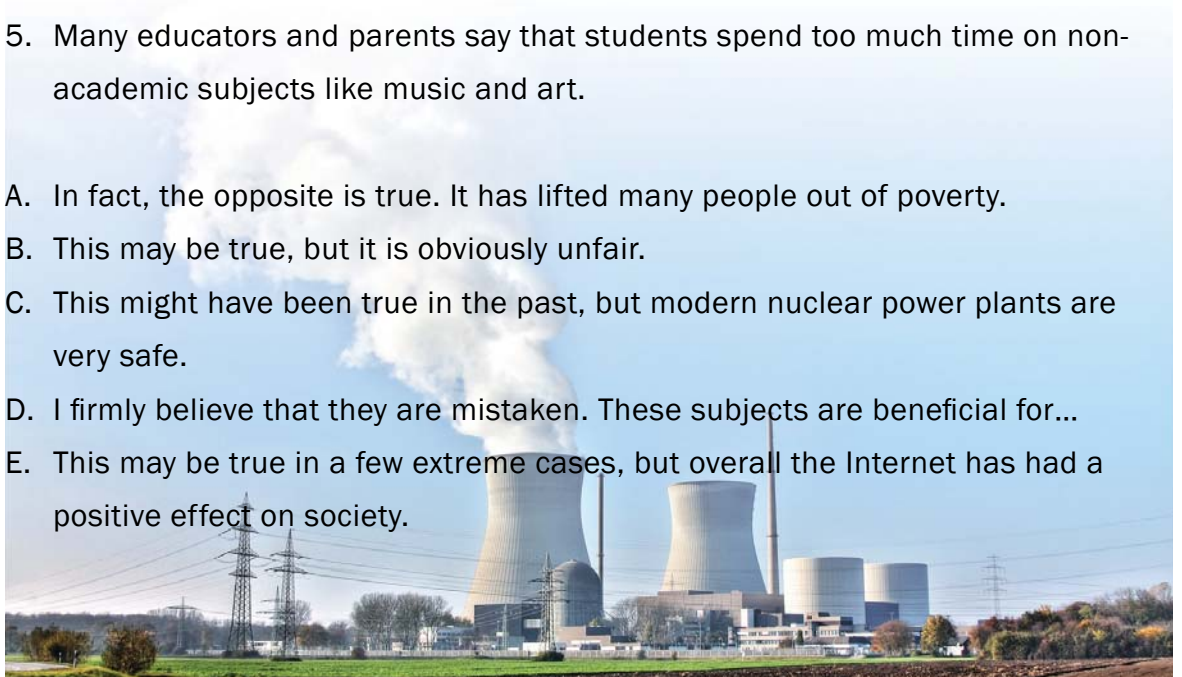 5. Many educators and parents say that students spend too much time on non-
academic subjects like music and art.
A. In fact, the opposite is true. It has lifted many people out of poverty.
B. This may be true, but it is obviously unfair.
C. This might have been true in the past, but modern nuclear power plants are
very safe.
D. I firmly believe that they are mistaken. These subjects are beneficial for...
E. This may be true in a few extreme cases, but overall the Internet has had a
positive effect on society.